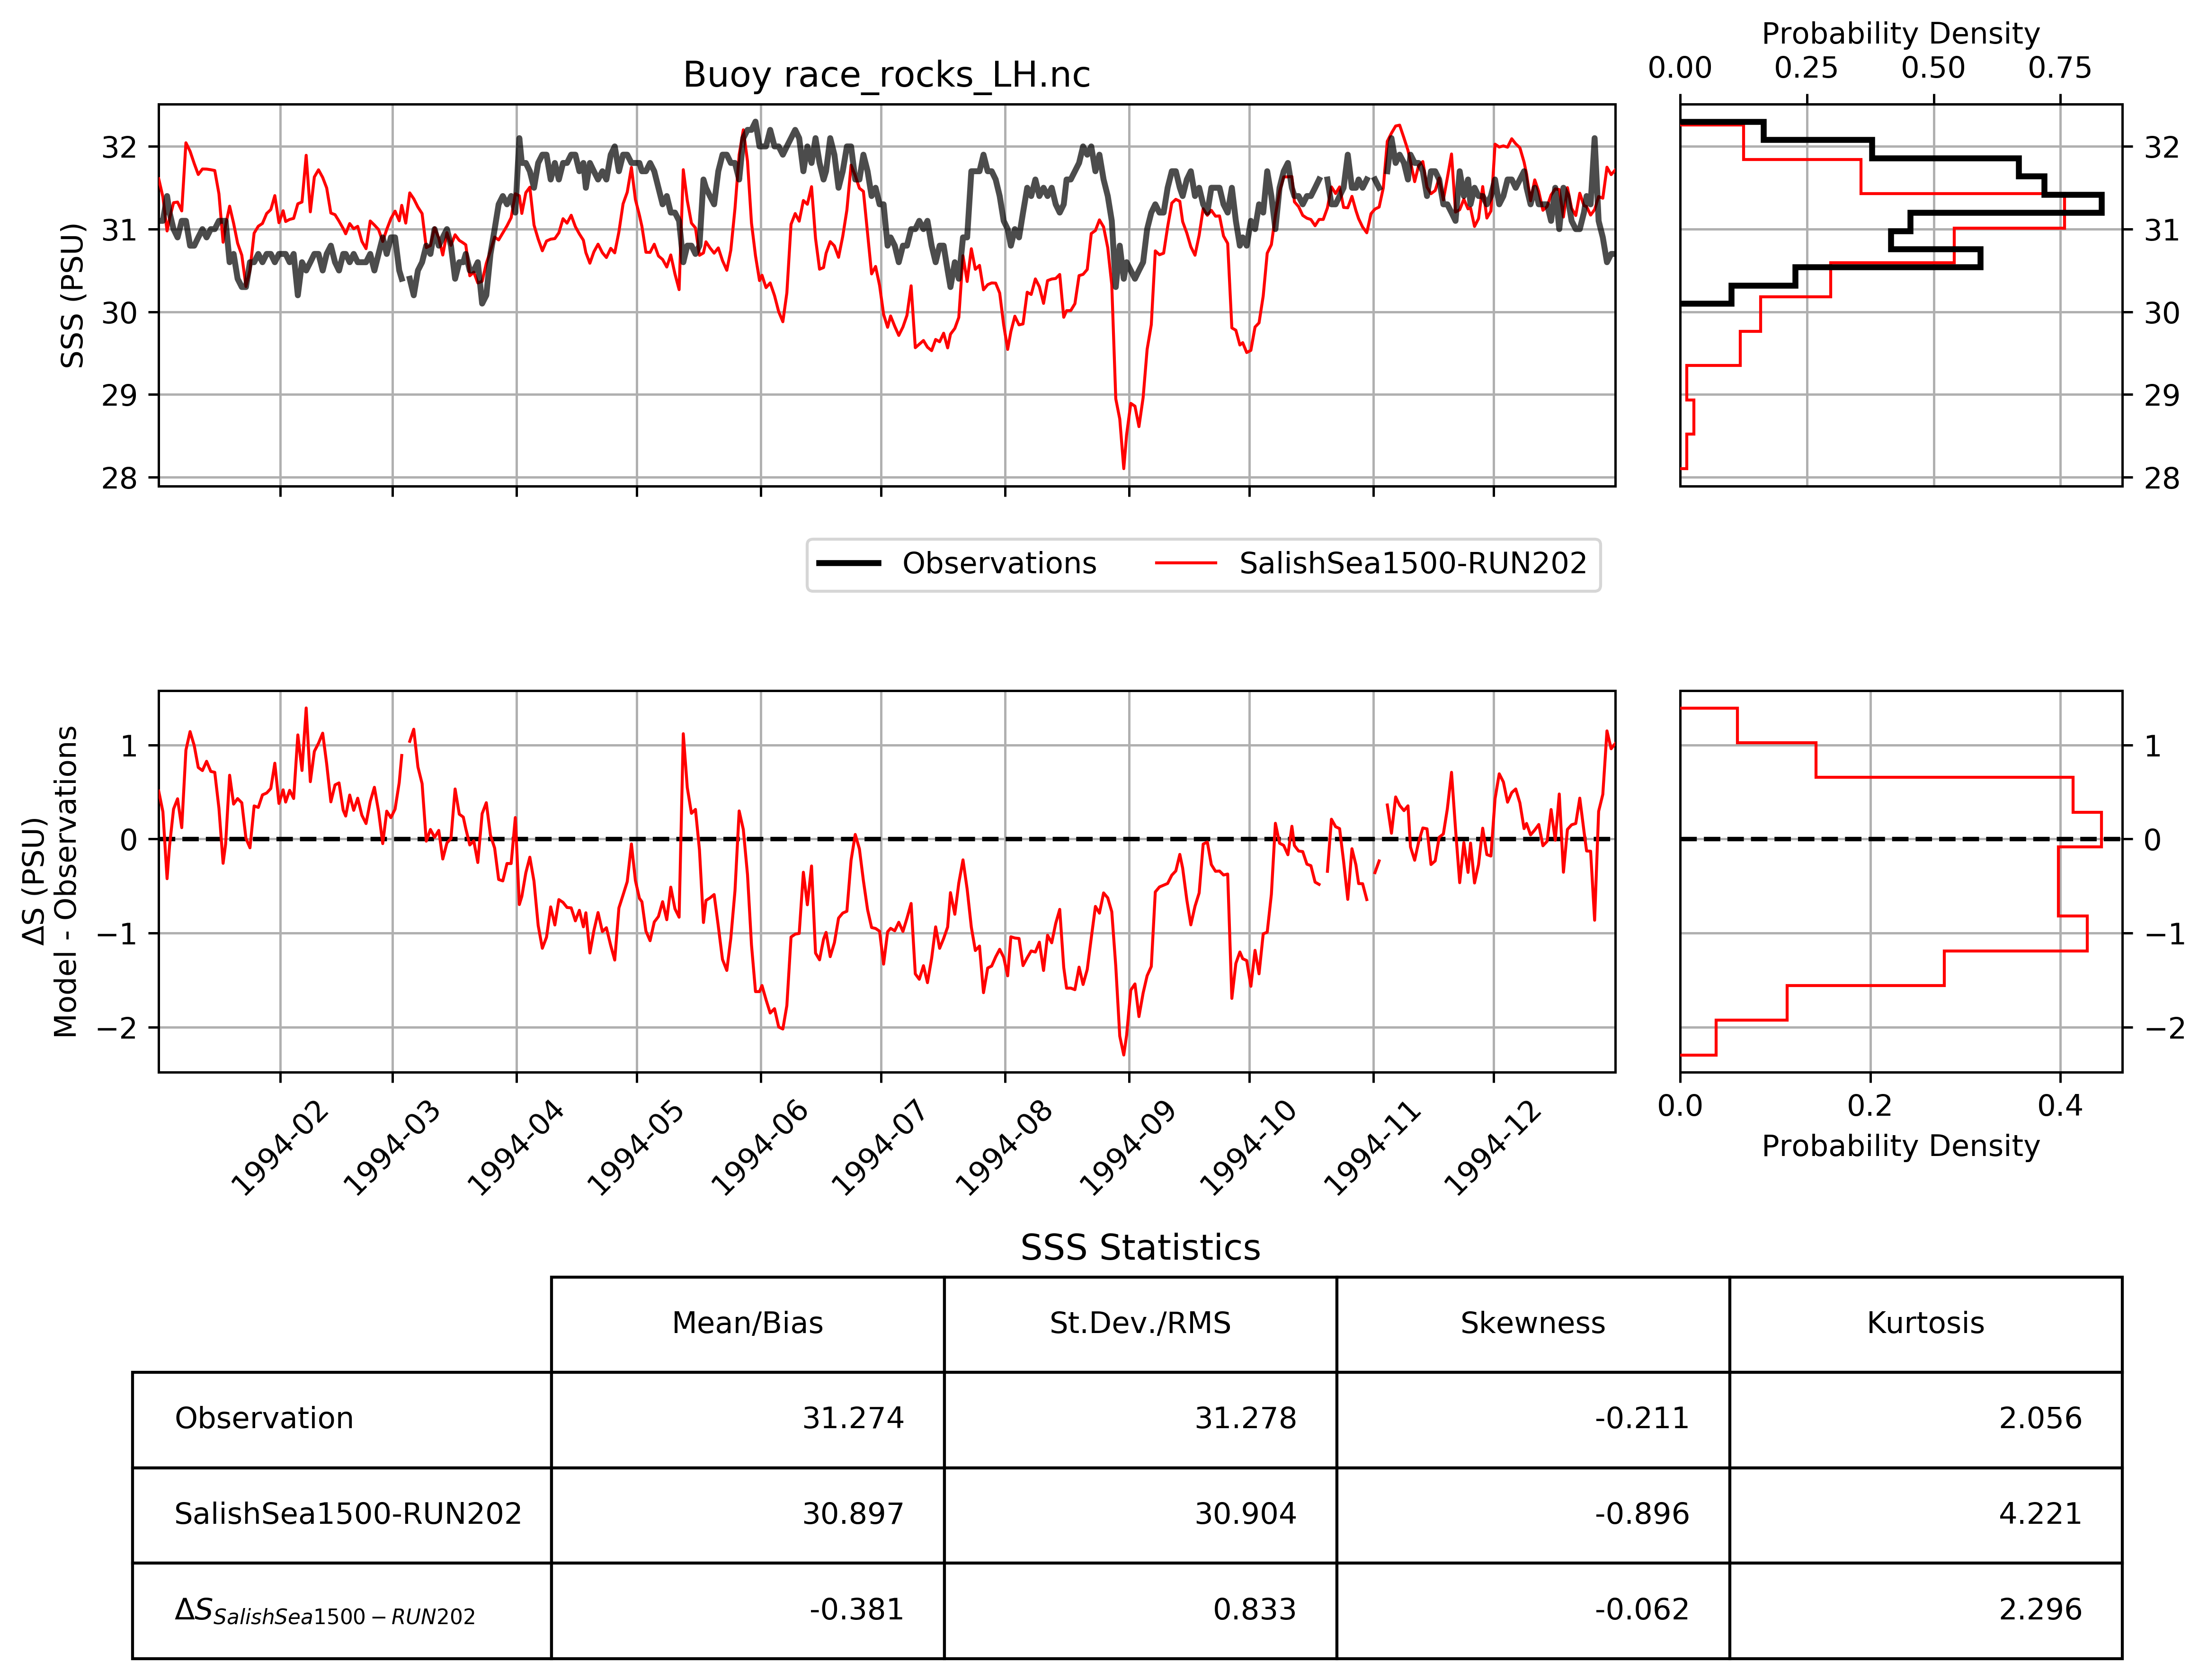 Probability Density
0.00 0.25 0.50 0.75
Buoy race_rocks_LH.nc
32
31
30
29
28
SSS (PSU)
32
31
30
29
28
Observations SalishSea1500-RUN202
1
0
−1
−2
ΔS (PSU)
Model - Observations
1
0
−1
−2
0.0 0.2 0.4
Probability Density
1994-02 1994-03 1994-04 1994-05 1994-06 1994-07 1994-08 1994-09 1994-10 1994-11 1994-12
SSS Statistics
Mean/Bias St.Dev./RMS Skewness Kurtosis
Observation 31.274 31.278 -0.211 2.056
SalishSea1500-RUN202 30.897 30.904 -0.896 4.221
ΔS SalishSea1500−RUN202 -0.381 0.833 -0.062 2.296